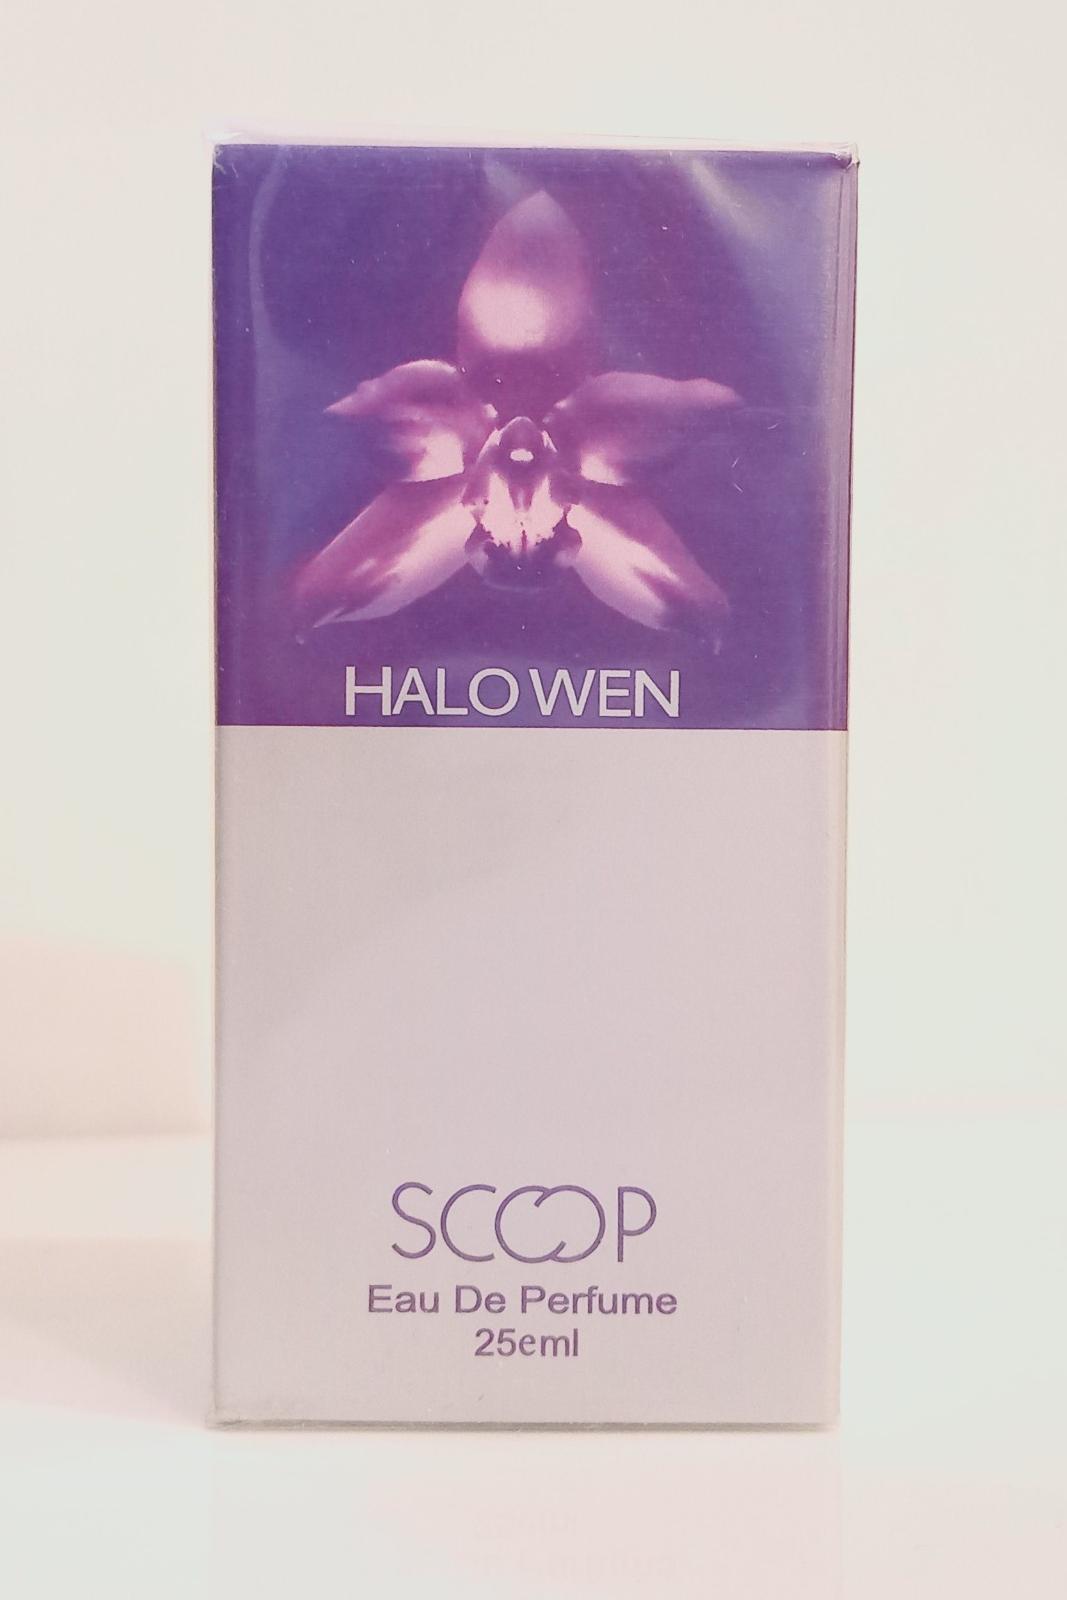 HALO WEN
SCOOP
Eau De Perfume
25eml